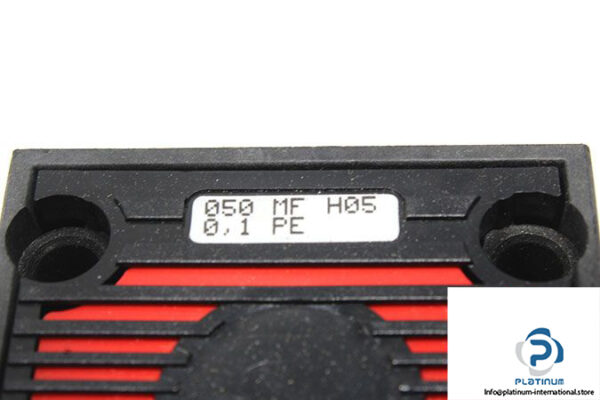 050 MF H05
0,1 PE
PLATINUM
Info@platinum-international.store